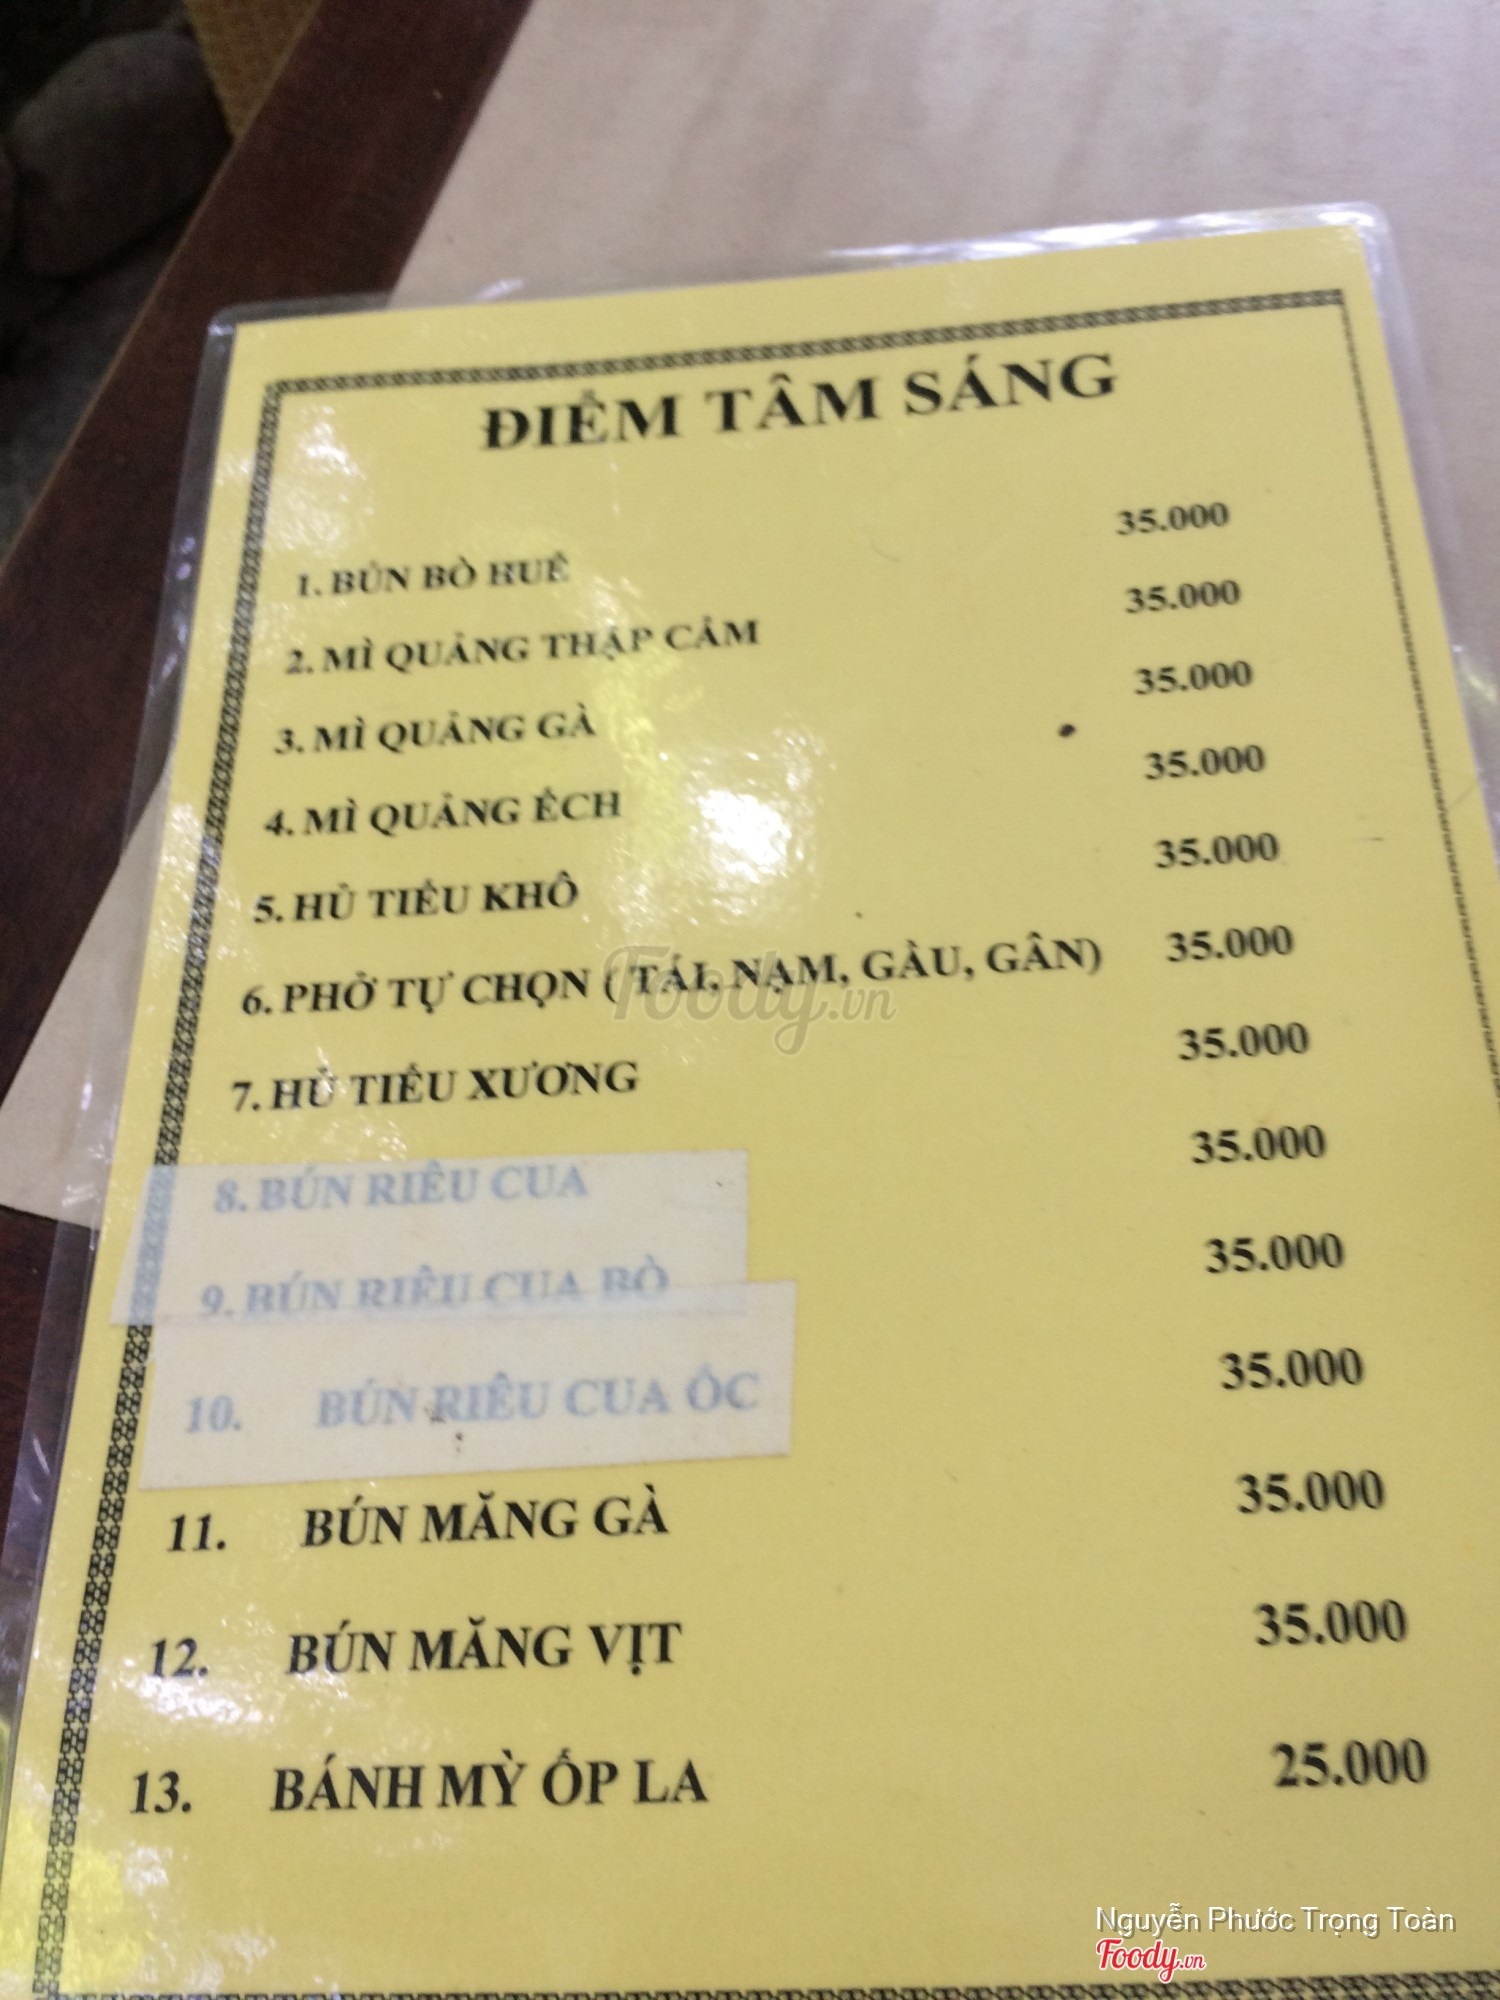 ĐIỂM TÂM SÁNG
1. BÚN BÒ HUẾ 35.000
2. MÌ QUẢNG THẬP CẨM 35.000
3. MÌ QUẢNG GÀ 35.000
4. MÌ QUẢNG ẾCH 35.000
5. HỦ TIẾU KHÔ 35.000
6. PHỞ TỰ CHỌN ( TÁI, NẠM, GÀU, GÂN) 35.000
7. HỦ TIẾU XƯƠNG 35.000
8. BÚN RIÊU CUA 35.000
9. BÚN RIÊU CUA BÒ 35.000
10. BÚN RIÊU CUA ỐC 35.000
11. BÚN MĂNG GÀ 35.000
12. BÚN MĂNG VỊT 35.000
13. BÁNH MỲ ỐP LA 25.000
Foody.vn
Nguyễn Phước Trọng Toàn
Foody.vn